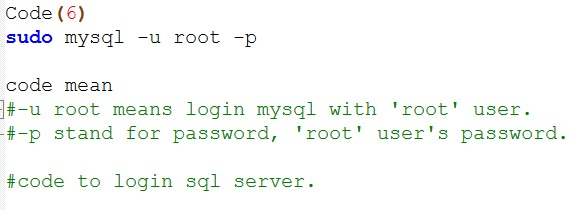 Code(6)
sudo mysql -u root -p
code mean
#-u root means login mysql with 'root' user.
#-p stand for password, 'root' user's password.
#code to login sql server.